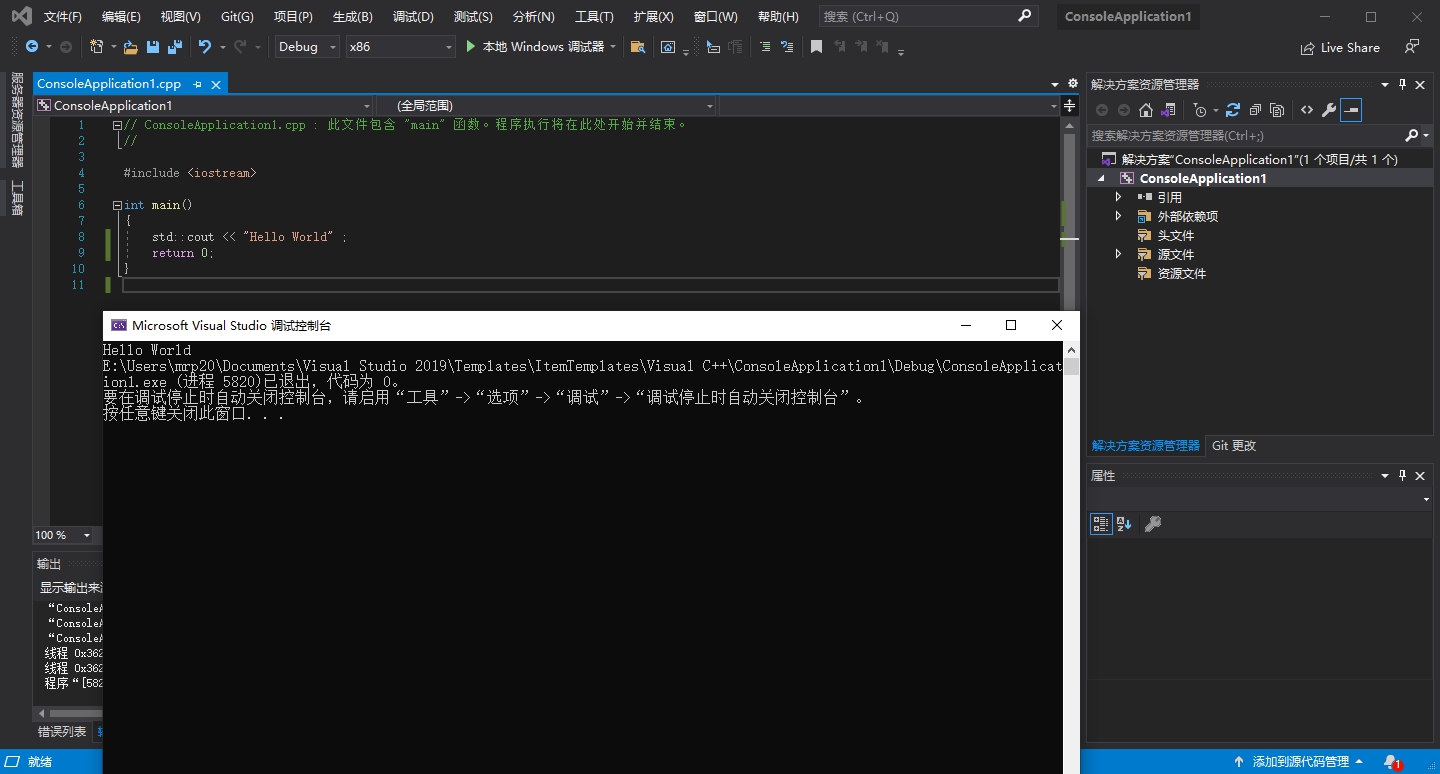 文件(F) 编辑(E) 视图(V) Git(G) 项目(P) 生成(B) 调试(D) 测试(S) 分析(N) 工具(T) 扩展(X) 窗口(W) 帮助(H) 搜索 (Ctrl+Q) ConsoleApplication1
Debug x86 本地 Windows 调试器 Live Share
服务器资源管理器
工具箱
ConsoleApplication1.cpp
ConsoleApplication1 (全局范围)
1 // ConsoleApplication1.cpp : 此文件包含 "main" 函数。程序执行将在此处开始并结束。
2 //
3
4 #include <iostream>
5
6 int main()
7 {
8 std::cout << "Hello World" ;
9 return 0;
10 }
11
100 %
Microsoft Visual Studio 调试控制台
Hello World
E:\Users\mrp20\Documents\Visual Studio 2019\Templates\ItemTemplates\Visual C++\ConsoleApplication1\Debug\ConsoleApplicat
ion1.exe (进程 5820)已退出，代码为 0。
要在调试停止时自动关闭控制台，请启用“工具”->“选项”->“调试”->“调试停止时自动关闭控制台”。
按任意键关闭此窗口. . .
输出
显示输出来
“ConsoleA
“ConsoleA
“ConsoleA
线程 0x362
线程 0x362
程序“[582
错误列表
就绪
解决方案资源管理器
搜索解决方案资源管理器(Ctrl+;)
解决方案"ConsoleApplication1"(1 个项目/共 1 个)
ConsoleApplication1
引用
外部依赖项
头文件
源文件
资源文件
解决方案资源管理器 Git 更改
属性
添加到源代码管理 1